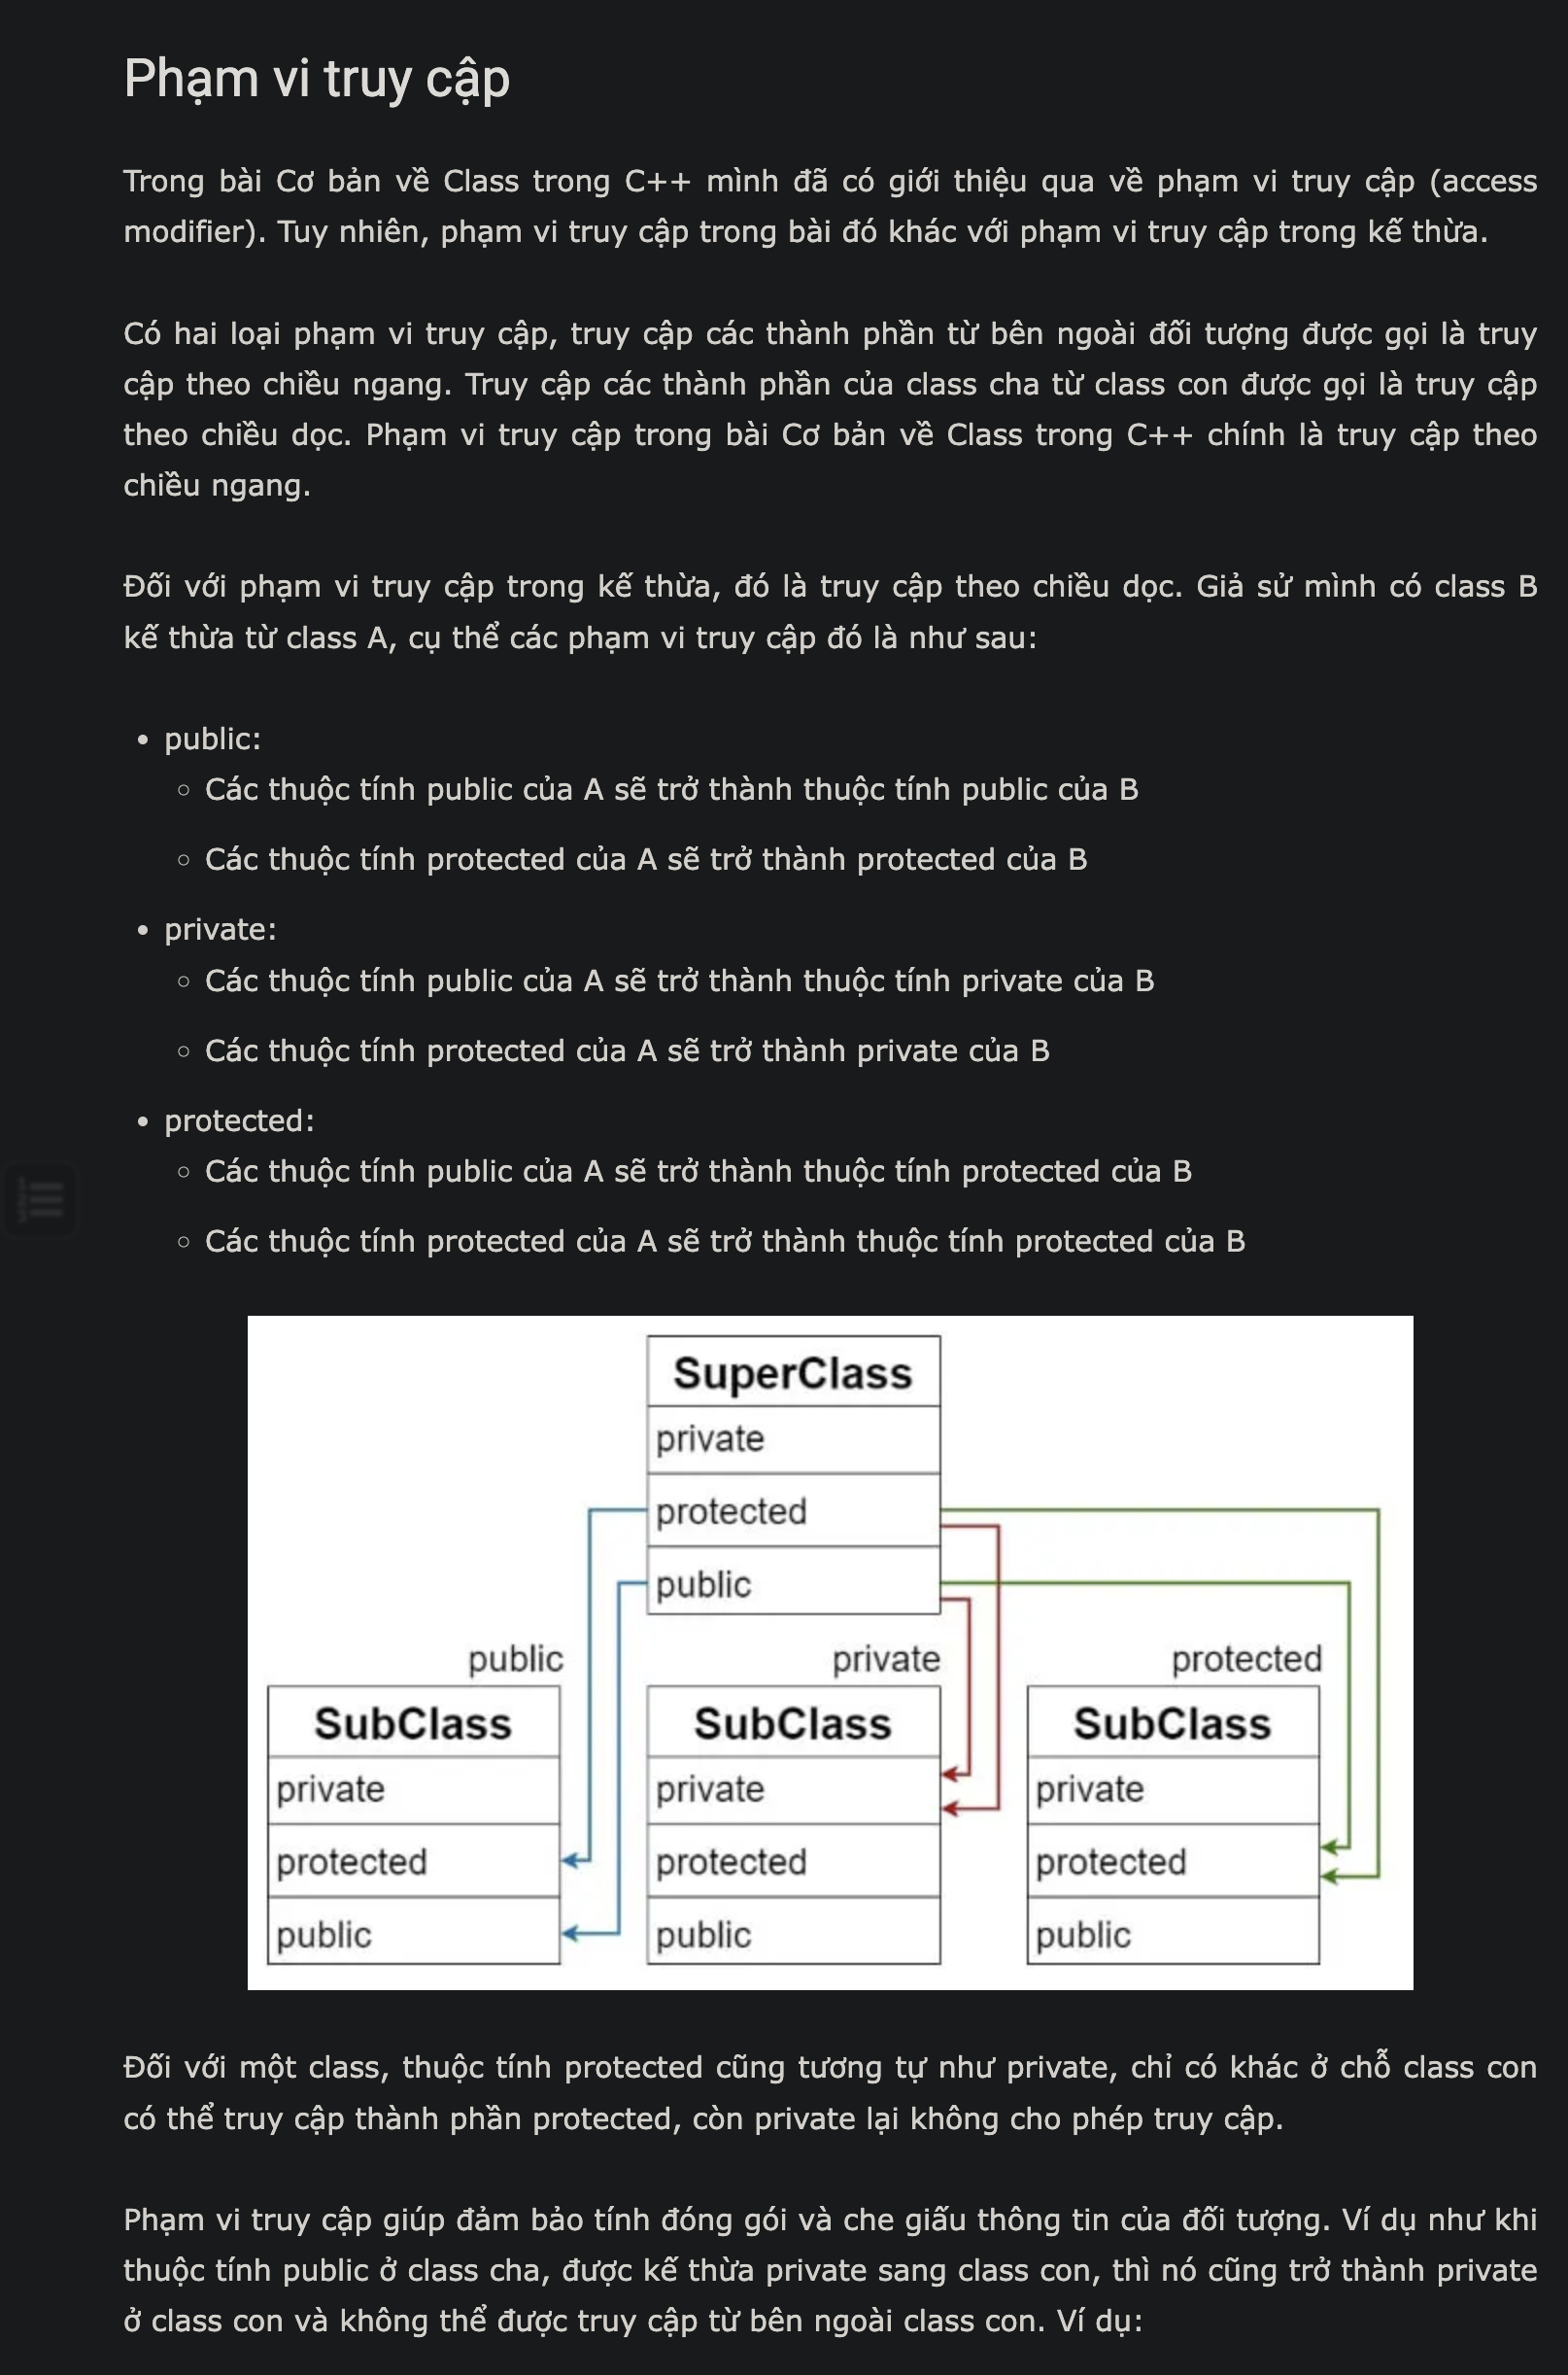 Phạm vi truy cập
Trong bài Cơ bản về Class trong C++ mình đã có giới thiệu qua về phạm vi truy cập (access
modifier). Tuy nhiên, phạm vi truy cập trong bài đó khác với phạm vi truy cập trong kế thừa.
Có hai loại phạm vi truy cập, truy cập các thành phần từ bên ngoài đối tượng được gọi là truy
cập theo chiều ngang. Truy cập các thành phần của class cha từ class con được gọi là truy cập
theo chiều dọc. Phạm vi truy cập trong bài Cơ bản về Class trong C++ chính là truy cập theo
chiều ngang.
Đối với phạm vi truy cập trong kế thừa, đó là truy cập theo chiều dọc. Giả sử mình có class B
kế thừa từ class A, cụ thể các phạm vi truy cập đó là như sau:
• public:
◦ Các thuộc tính public của A sẽ trở thành thuộc tính public của B
◦ Các thuộc tính protected của A sẽ trở thành protected của B
• private:
◦ Các thuộc tính public của A sẽ trở thành thuộc tính private của B
◦ Các thuộc tính protected của A sẽ trở thành private của B
• protected:
◦ Các thuộc tính public của A sẽ trở thành thuộc tính protected của B
◦ Các thuộc tính protected của A sẽ trở thành thuộc tính protected của B
SuperClass
private
protected
public
public
private
protected
SubClass
private
protected
public
SubClass
private
protected
public
SubClass
private
protected
public
Đối với một class, thuộc tính protected cũng tương tự như private, chỉ có khác ở chỗ class con
có thể truy cập thành phần protected, còn private lại không cho phép truy cập.
Phạm vi truy cập giúp đảm bảo tính đóng gói và che giấu thông tin của đối tượng. Ví dụ như khi
thuộc tính public ở class cha, được kế thừa private sang class con, thì nó cũng trở thành private
ở class con và không thể được truy cập từ bên ngoài class con. Ví dụ: